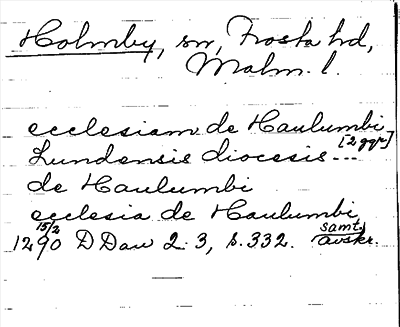 Holmby, sn, Frosta hd,
Malm. l.
ecclesiam de Haulumbi [2 ggr]
Lundensis diocesis ...
de Haulumbi
ecclesia de Haulumbi
1290 15/2 D Dan 2:3, s. 332. samt. avskr.